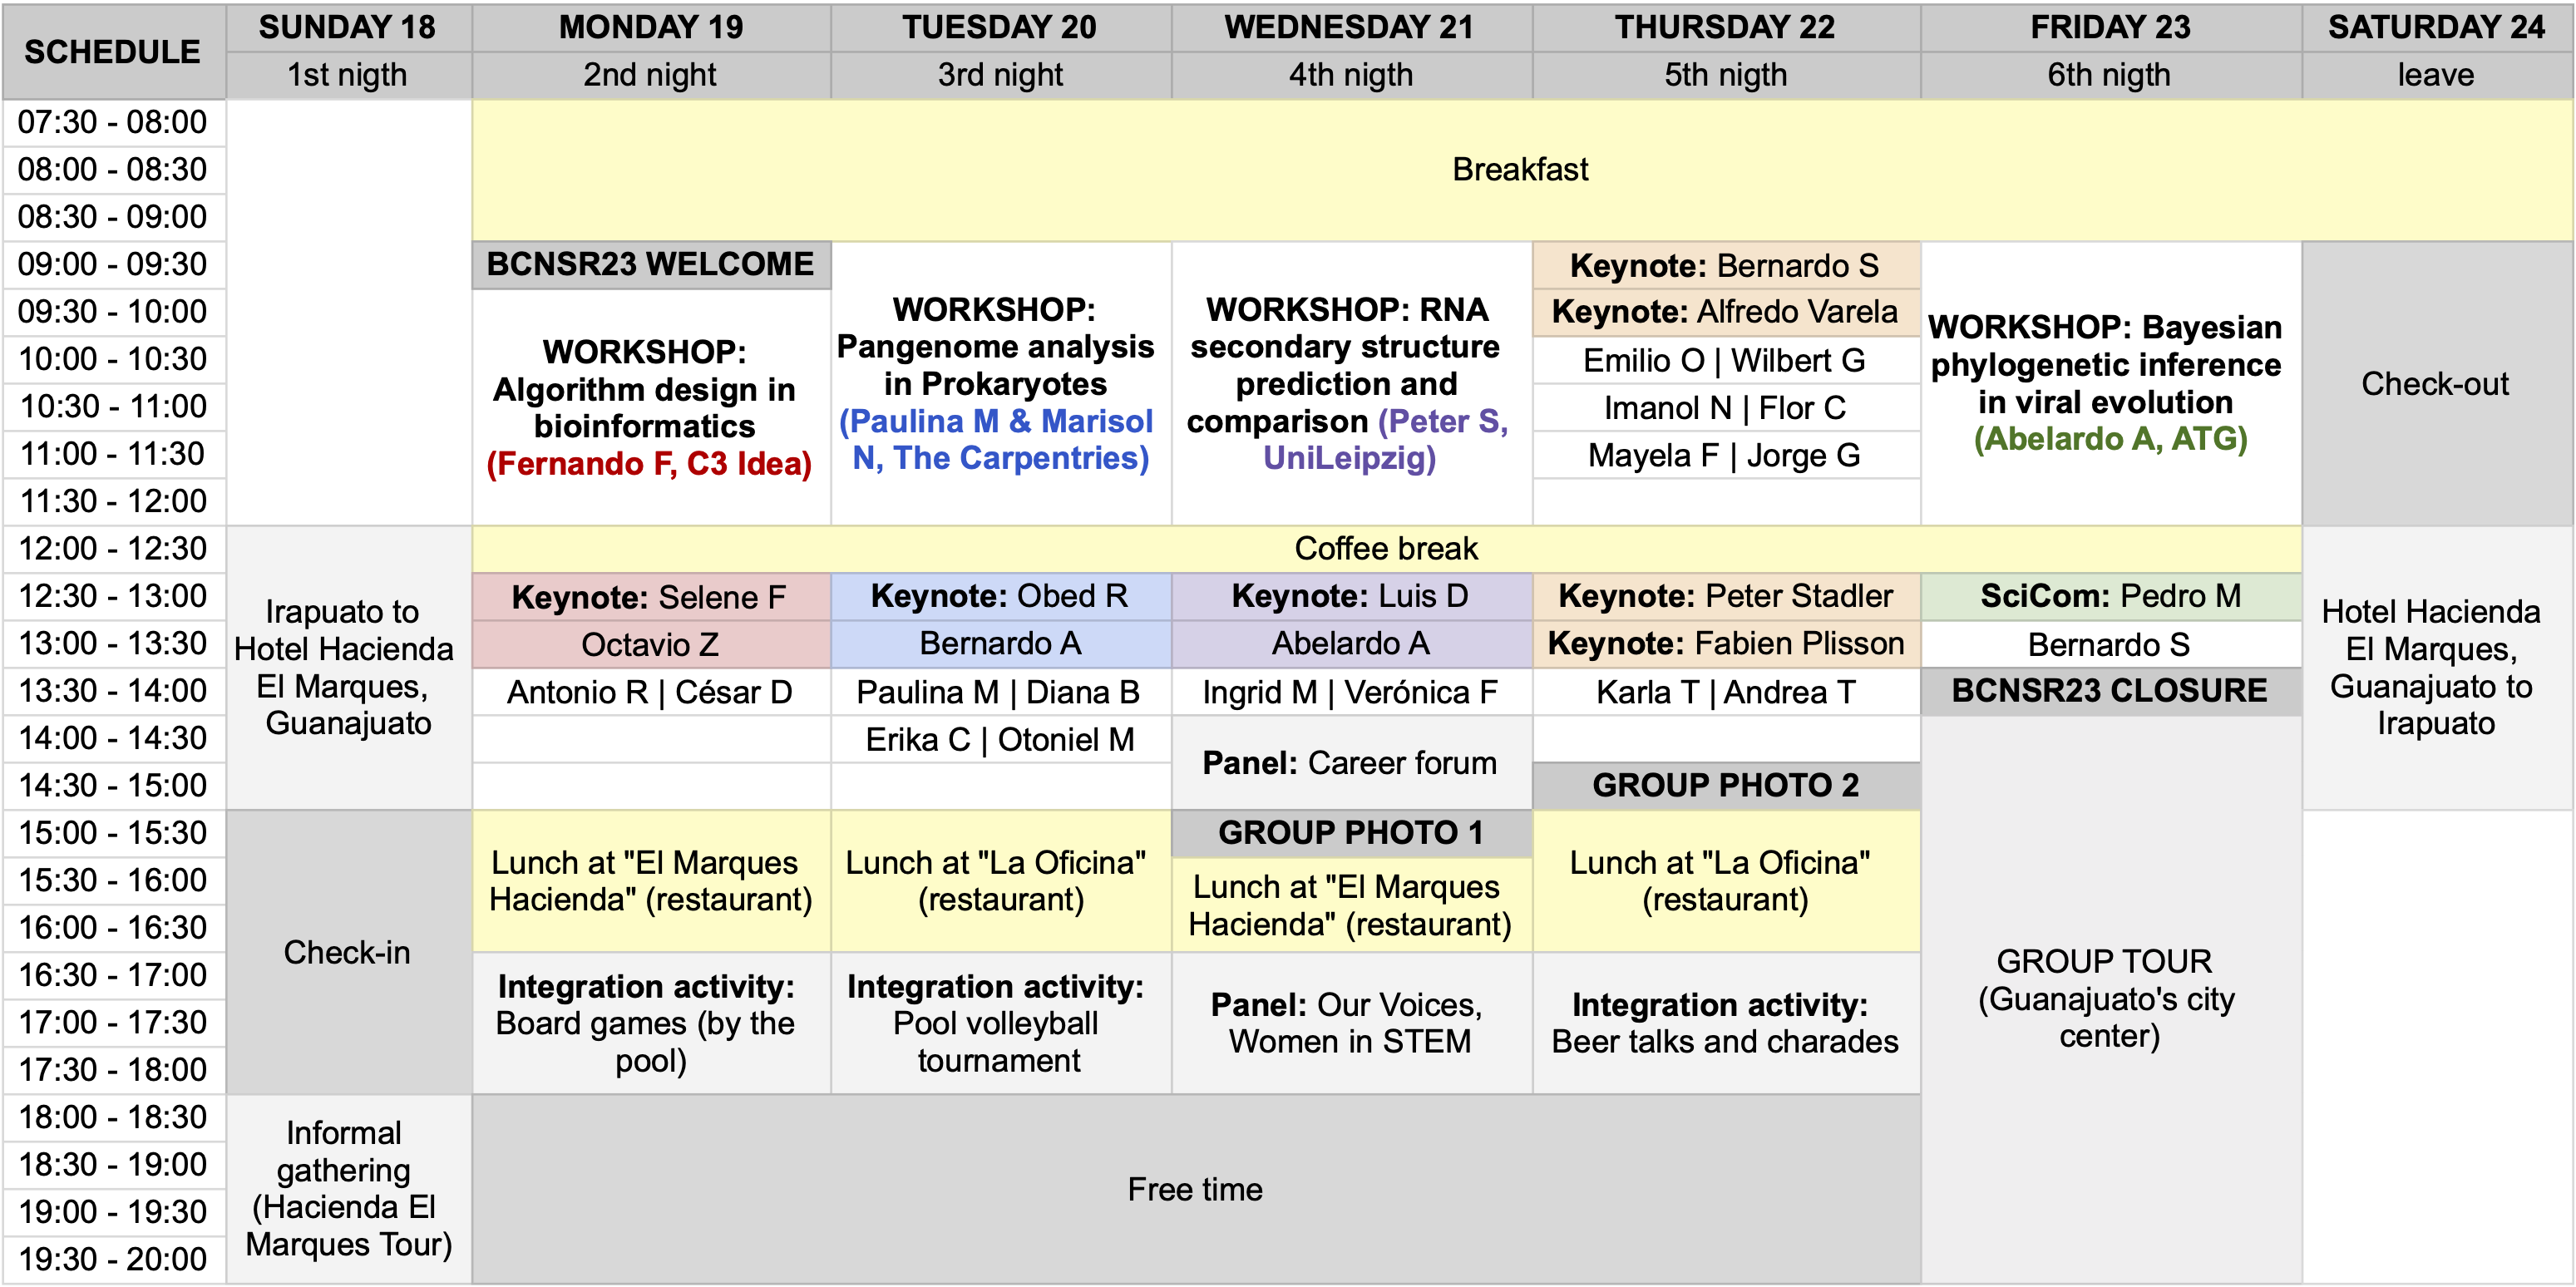 SCHEDULE
SUNDAY 18
MONDAY 19
TUESDAY 20
WEDNESDAY 21
THURSDAY 22
FRIDAY 23
SATURDAY 24
1st nigth
2nd night
3rd night
4th nigth
5th nigth
6th nigth
leave
07:30 - 08:00
08:00 - 08:30
Breakfast
08:30 - 09:00
09:00 - 09:30
BCNSR23 WELCOME
Keynote: Bernardo S
09:30 - 10:00
Keynote: Alfredo Varela
10:00 - 10:30
Emilio O | Wilbert G
10:30 - 11:00
Imanol N | Flor C
11:00 - 11:30
Mayela F | Jorge G
11:30 - 12:00
WORKSHOP:
Algorithm design in
bioinformatics
(Fernando F, C3 Idea)
WORKSHOP:
Pangenome analysis
in Prokaryotes
(Paulina M & Marisol
N, The Carpentries)
WORKSHOP: RNA
secondary structure
prediction and
comparison (Peter S,
UniLeipzig)
WORKSHOP: Bayesian
phylogenetic inference
in viral evolution
(Abelardo A, ATG)
Check-out
12:00 - 12:30
Coffee break
Irapuato to
Hotel Hacienda
El Marques,
Guanajuato
12:30 - 13:00
Keynote: Selene F
Keynote: Obed R
Keynote: Luis D
Keynote: Peter Stadler
SciCom: Pedro M
13:00 - 13:30
Octavio Z
Bernardo A
Abelardo A
Keynote: Fabien Plisson
Bernardo S
13:30 - 14:00
Antonio R | César D
Paulina M | Diana B
Ingrid M | Verónica F
Karla T | Andrea T
BCNSR23 CLOSURE
Hotel Hacienda
El Marques,
Guanajuato to
Irapuato
14:00 - 14:30
Erika C | Otoniel M
Panel: Career forum
14:30 - 15:00
GROUP PHOTO 2
15:00 - 15:30
GROUP PHOTO 1
15:30 - 16:00
16:00 - 16:30
Check-in
Lunch at "El Marques
Hacienda" (restaurant)
Lunch at "La Oficina"
(restaurant)
Lunch at "El Marques
Hacienda" (restaurant)
Lunch at "La Oficina"
(restaurant)
GROUP TOUR
(Guanajuato's city
center)
16:30 - 17:00
17:00 - 17:30
17:30 - 18:00
Integration activity:
Board games (by the
pool)
Integration activity:
Pool volleyball
tournament
Panel: Our Voices,
Women in STEM
Integration activity:
Beer talks and charades
18:00 - 18:30
18:30 - 19:00
19:00 - 19:30
19:30 - 20:00
Informal
gathering
(Hacienda El
Marques Tour)
Free time